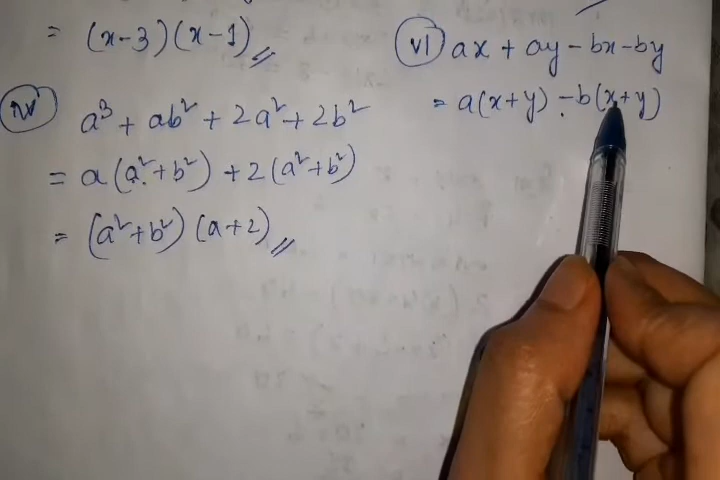 = (x-3)(x-1)
iv) a³ + ab² + 2a² + 2b²
= a(a² + b²) + 2(a² + b²)
= (a² + b²)(a+2)
vi) ax + ay - bx - by
= a(x+y) - b(x+y)